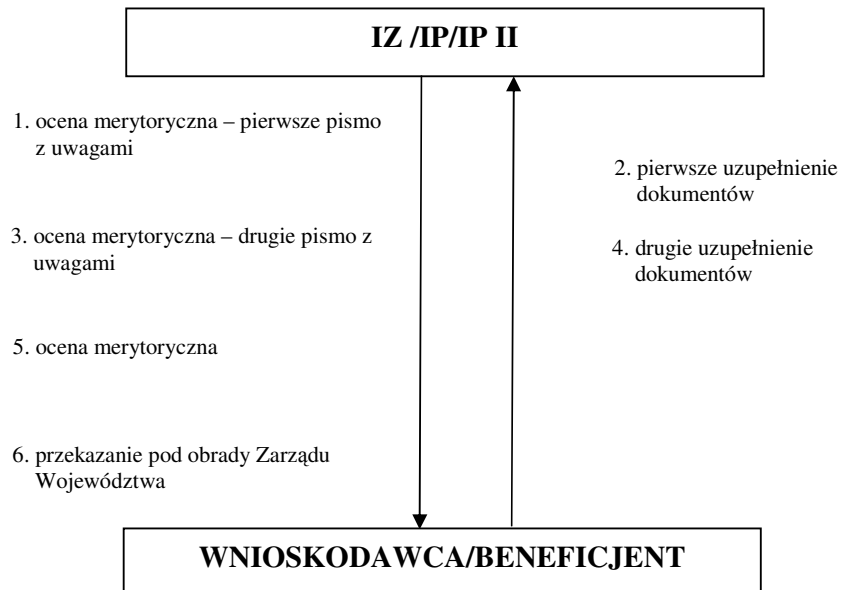 IZ /IP/IP II
1. ocena merytoryczna – pierwsze pismo
z uwagami
2. pierwsze uzupełnienie
dokumentów
3. ocena merytoryczna – drugie pismo z
uwagami
4. drugie uzupełnienie
dokumentów
5. ocena merytoryczna
6. przekazanie pod obrady Zarządu
Województwa
WNIOSKODAWCA/BENEFICJENT